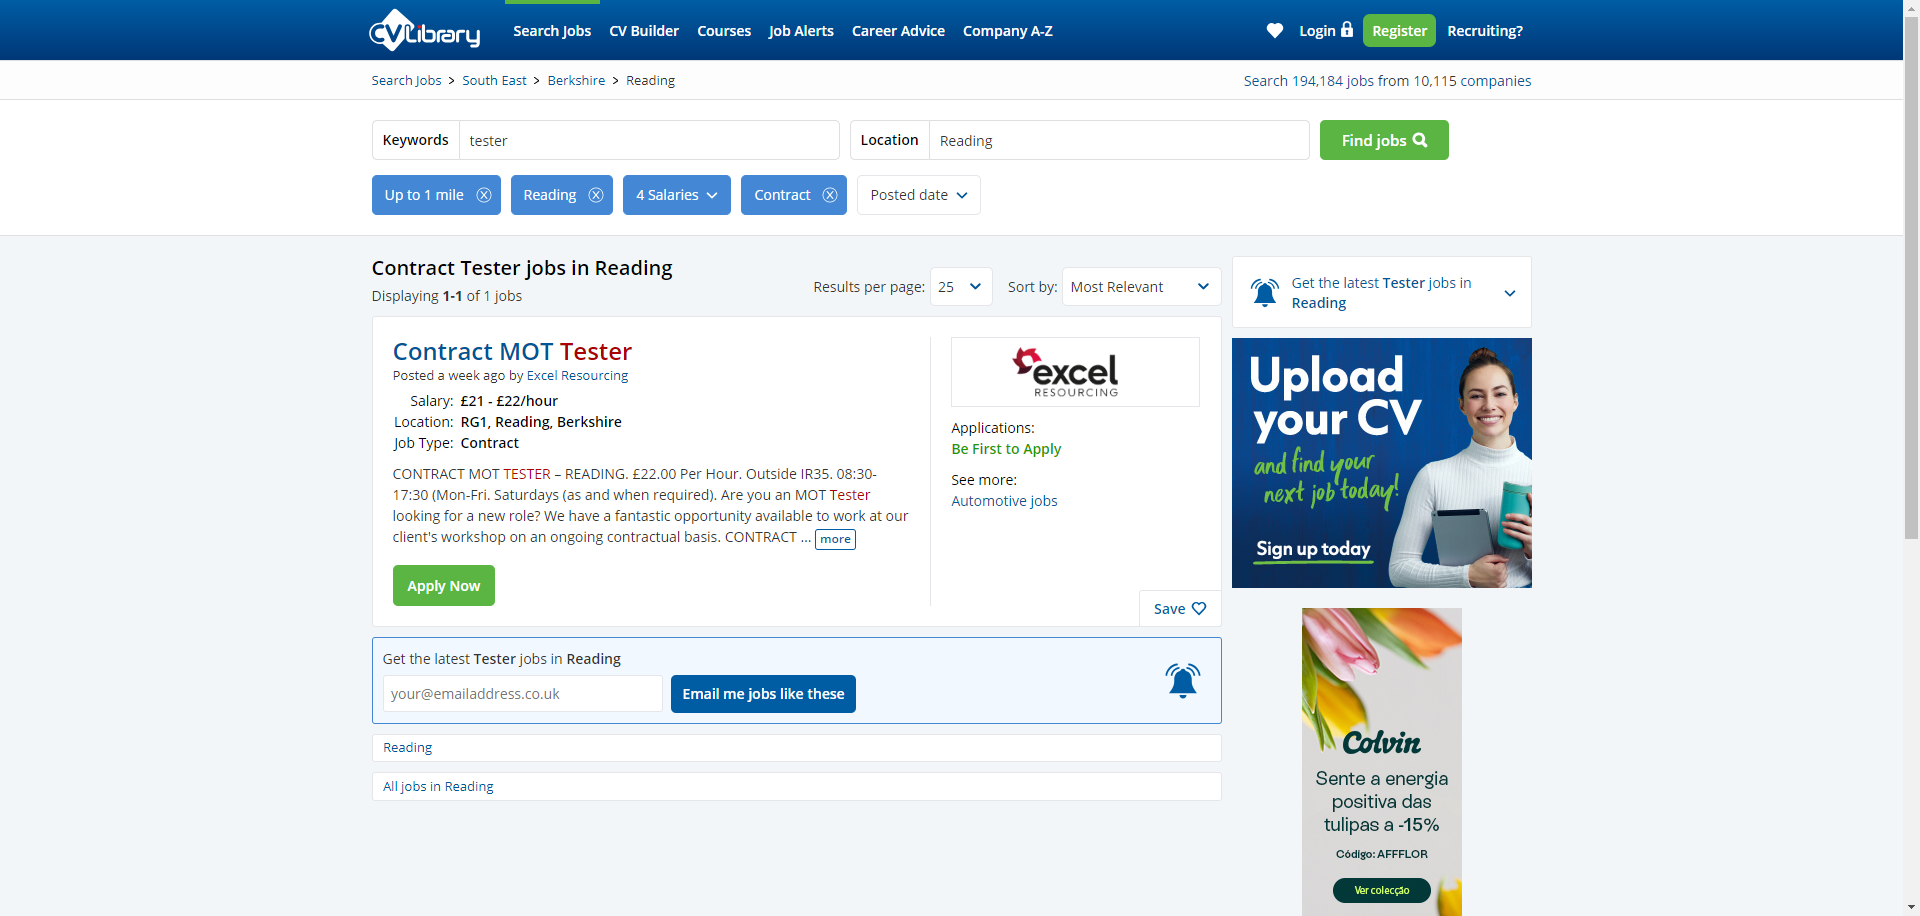 CVLibrary
Search Jobs CV Builder Courses Job Alerts Career Advice Company A-Z Login Register Recruiting?
Search Jobs > South East > Berkshire > Reading
Search 194,184 jobs from 10,115 companies
Keywords tester Location Reading Find jobs
Up to 1 mile Reading 4 Salaries Contract Posted date
Contract Tester jobs in Reading
Displaying 1-1 of 1 jobs
Results per page: 25 Sort by: Most Relevant
Contract MOT Tester
Posted a week ago by Excel Resourcing
Salary: £21 - £22/hour
Location: RG1, Reading, Berkshire
Job Type: Contract
CONTRACT MOT TESTER – READING. £22.00 Per Hour. Outside IR35. 08:30-
17:30 (Mon-Fri. Saturdays (as and when required). Are you an MOT Tester
looking for a new role? We have a fantastic opportunity available to work at our
client's workshop on an ongoing contractual basis. CONTRACT ... more
Apply Now
excel
RESOURCING
Applications:
Be First to Apply
See more:
Automotive jobs
Save
Get the latest Tester jobs in Reading
your@emailaddress.co.uk Email me jobs like these
Reading
All jobs in Reading
Get the latest Tester jobs in
Reading
Upload
your CV
and find your
next job today!
Sign up today
Colvin
Sente a energia
positiva das
tulipas a -15%
Código: AFFFLOR
Ver colecção